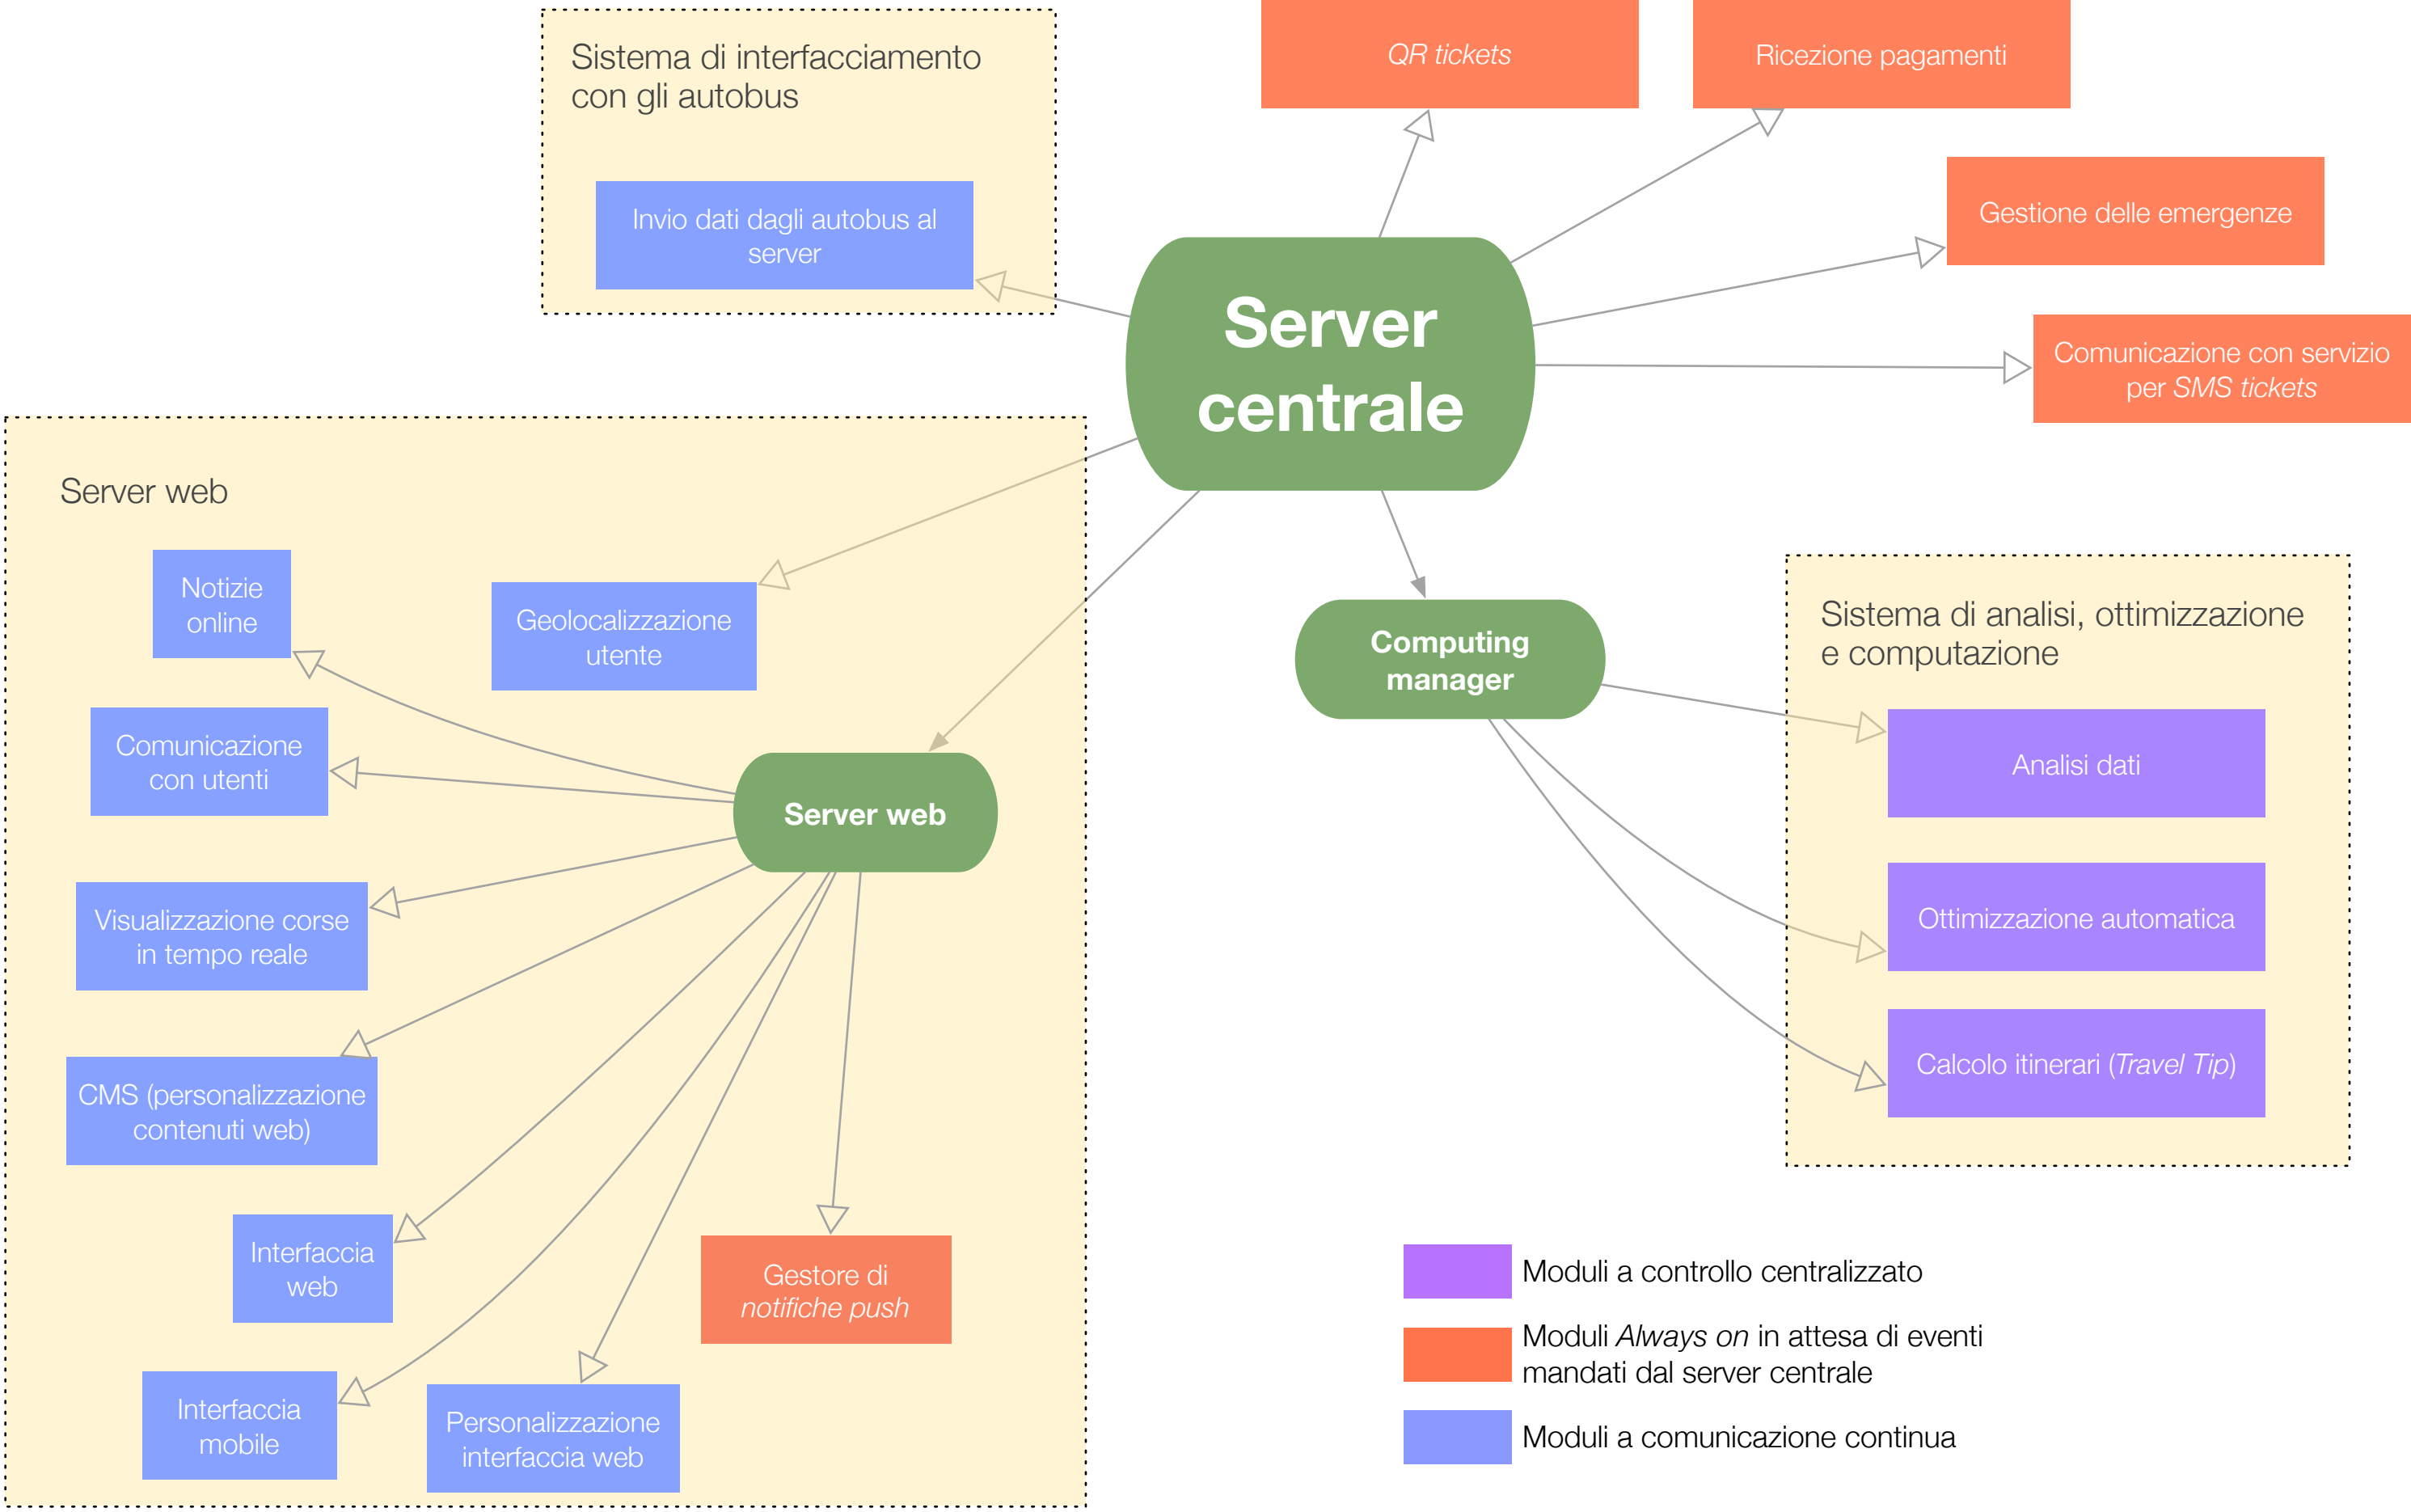 Sistema di interfacciamento
con gli autobus
Invio dati dagli autobus al
server
QR tickets
Ricezione pagamenti
Gestione delle emergenze
Comunicazione con servizio
per SMS tickets
Server
centrale
Server web
Notizie
online
Geolocalizzazione
utente
Comunicazione
con utenti
Server web
Visualizzazione corse
in tempo reale
CMS (personalizzazione
contenuti web)
Interfaccia
web
Gestore di
notifiche push
Interfaccia
mobile
Personalizzazione
interfaccia web
Computing
manager
Sistema di analisi, ottimizzazione
e computazione
Analisi dati
Ottimizzazione automatica
Calcolo itinerari (Travel Tip)
Moduli a controllo centralizzato
Moduli Always on in attesa di eventi
mandati dal server centrale
Moduli a comunicazione continua